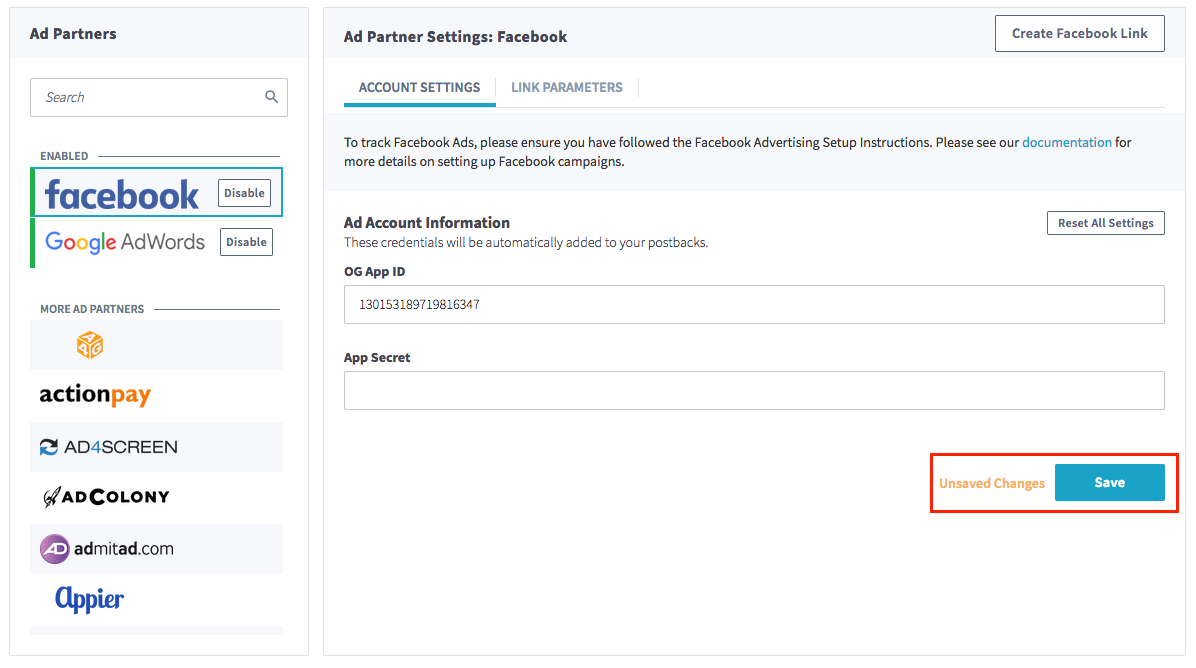 Ad Partners
Search
ENABLED
facebook
Disable
Google AdWords
Disable
MORE AD PARTNERS
A4G
actionpay
AD4SCREEN
ADCOLONY
AD admitad.com
Appier
Ad Partner Settings: Facebook
Create Facebook Link
ACCOUNT SETTINGS
LINK PARAMETERS
To track Facebook Ads, please ensure you have followed the Facebook Advertising Setup Instructions. Please see our documentation for
more details on setting up Facebook campaigns.
Ad Account Information
Reset All Settings
These credentials will be automatically added to your postbacks.
OG App ID
130153189719816347
App Secret
Unsaved Changes
Save